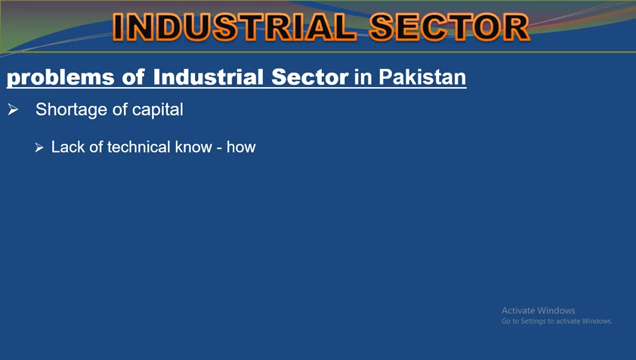 INDUSTRIAL SECTOR
problems of Industrial Sector in Pakistan
Shortage of capital
Lack of technical know - how
Activate Windows
Go to Settings to activate Windows.